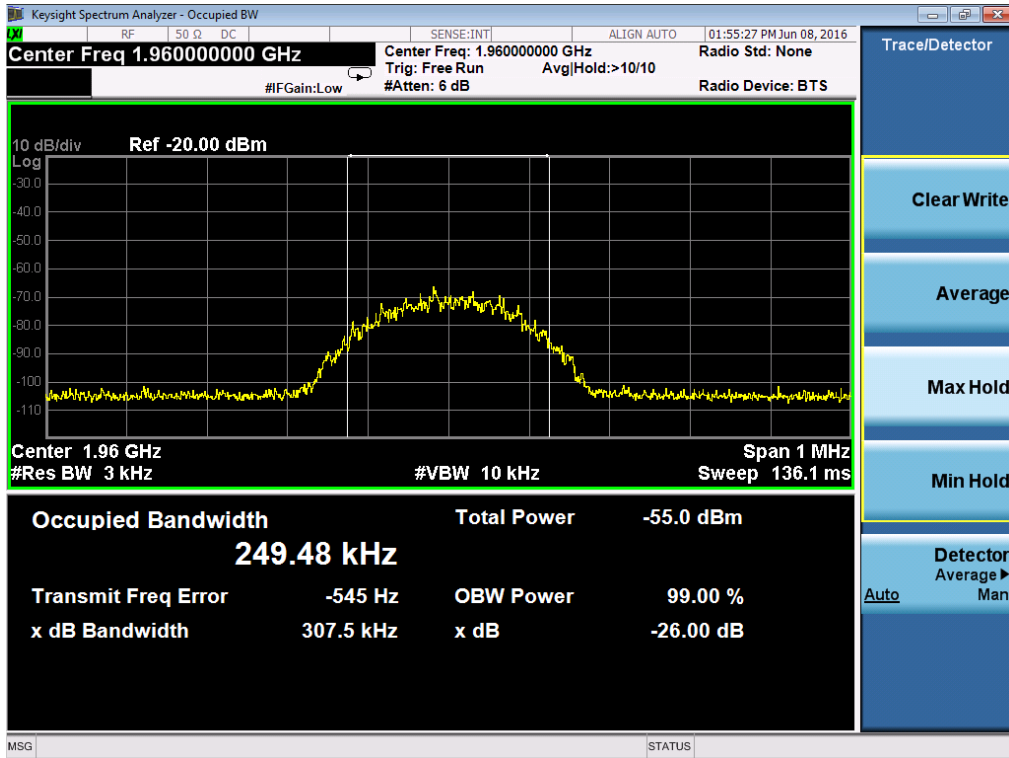 Keysight Spectrum Analyzer - Occupied BW
LXI RF 50 Ω DC SENSE:INT ALIGN AUTO 01:55:27 PM Jun 08, 2016
Center Freq 1.960000000 GHz
Center Freq: 1.960000000 GHz Radio Std: None
Trig: Free Run Avg|Hold:>10/10
#IFGain:Low #Atten: 6 dB Radio Device: BTS
10 dB/div Ref -20.00 dBm
Log
-30.0
-40.0
-50.0
-60.0
-70.0
-80.0
-90.0
-100
-110
Center 1.96 GHz Span 1 MHz
#Res BW 3 kHz #VBW 10 kHz Sweep 136.1 ms
Occupied Bandwidth Total Power -55.0 dBm
249.48 kHz
Transmit Freq Error -545 Hz OBW Power 99.00 %
x dB Bandwidth 307.5 kHz x dB -26.00 dB
MSG STATUS
Trace/Detector
Clear Write
Average
Max Hold
Min Hold
Detector
Average
Auto Man